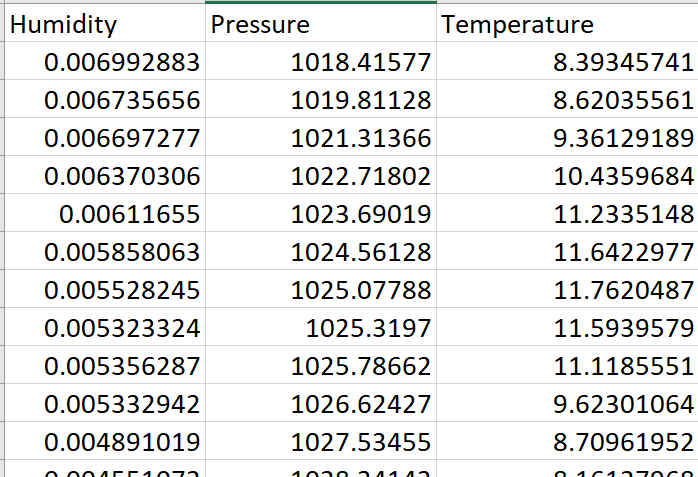 Humidity Pressure Temperature
0.006992883 1018.41577 8.39345741
0.006735656 1019.81128 8.62035561
0.006697277 1021.31366 9.36129189
0.006370306 1022.71802 10.4359684
0.00611655 1023.69019 11.2335148
0.005858063 1024.56128 11.6422977
0.005528245 1025.07788 11.7620487
0.005323324 1025.3197 11.5939579
0.005356287 1025.78662 11.1185551
0.005332942 1026.62427 9.62301064
0.004891019 1027.53455 8.70961952